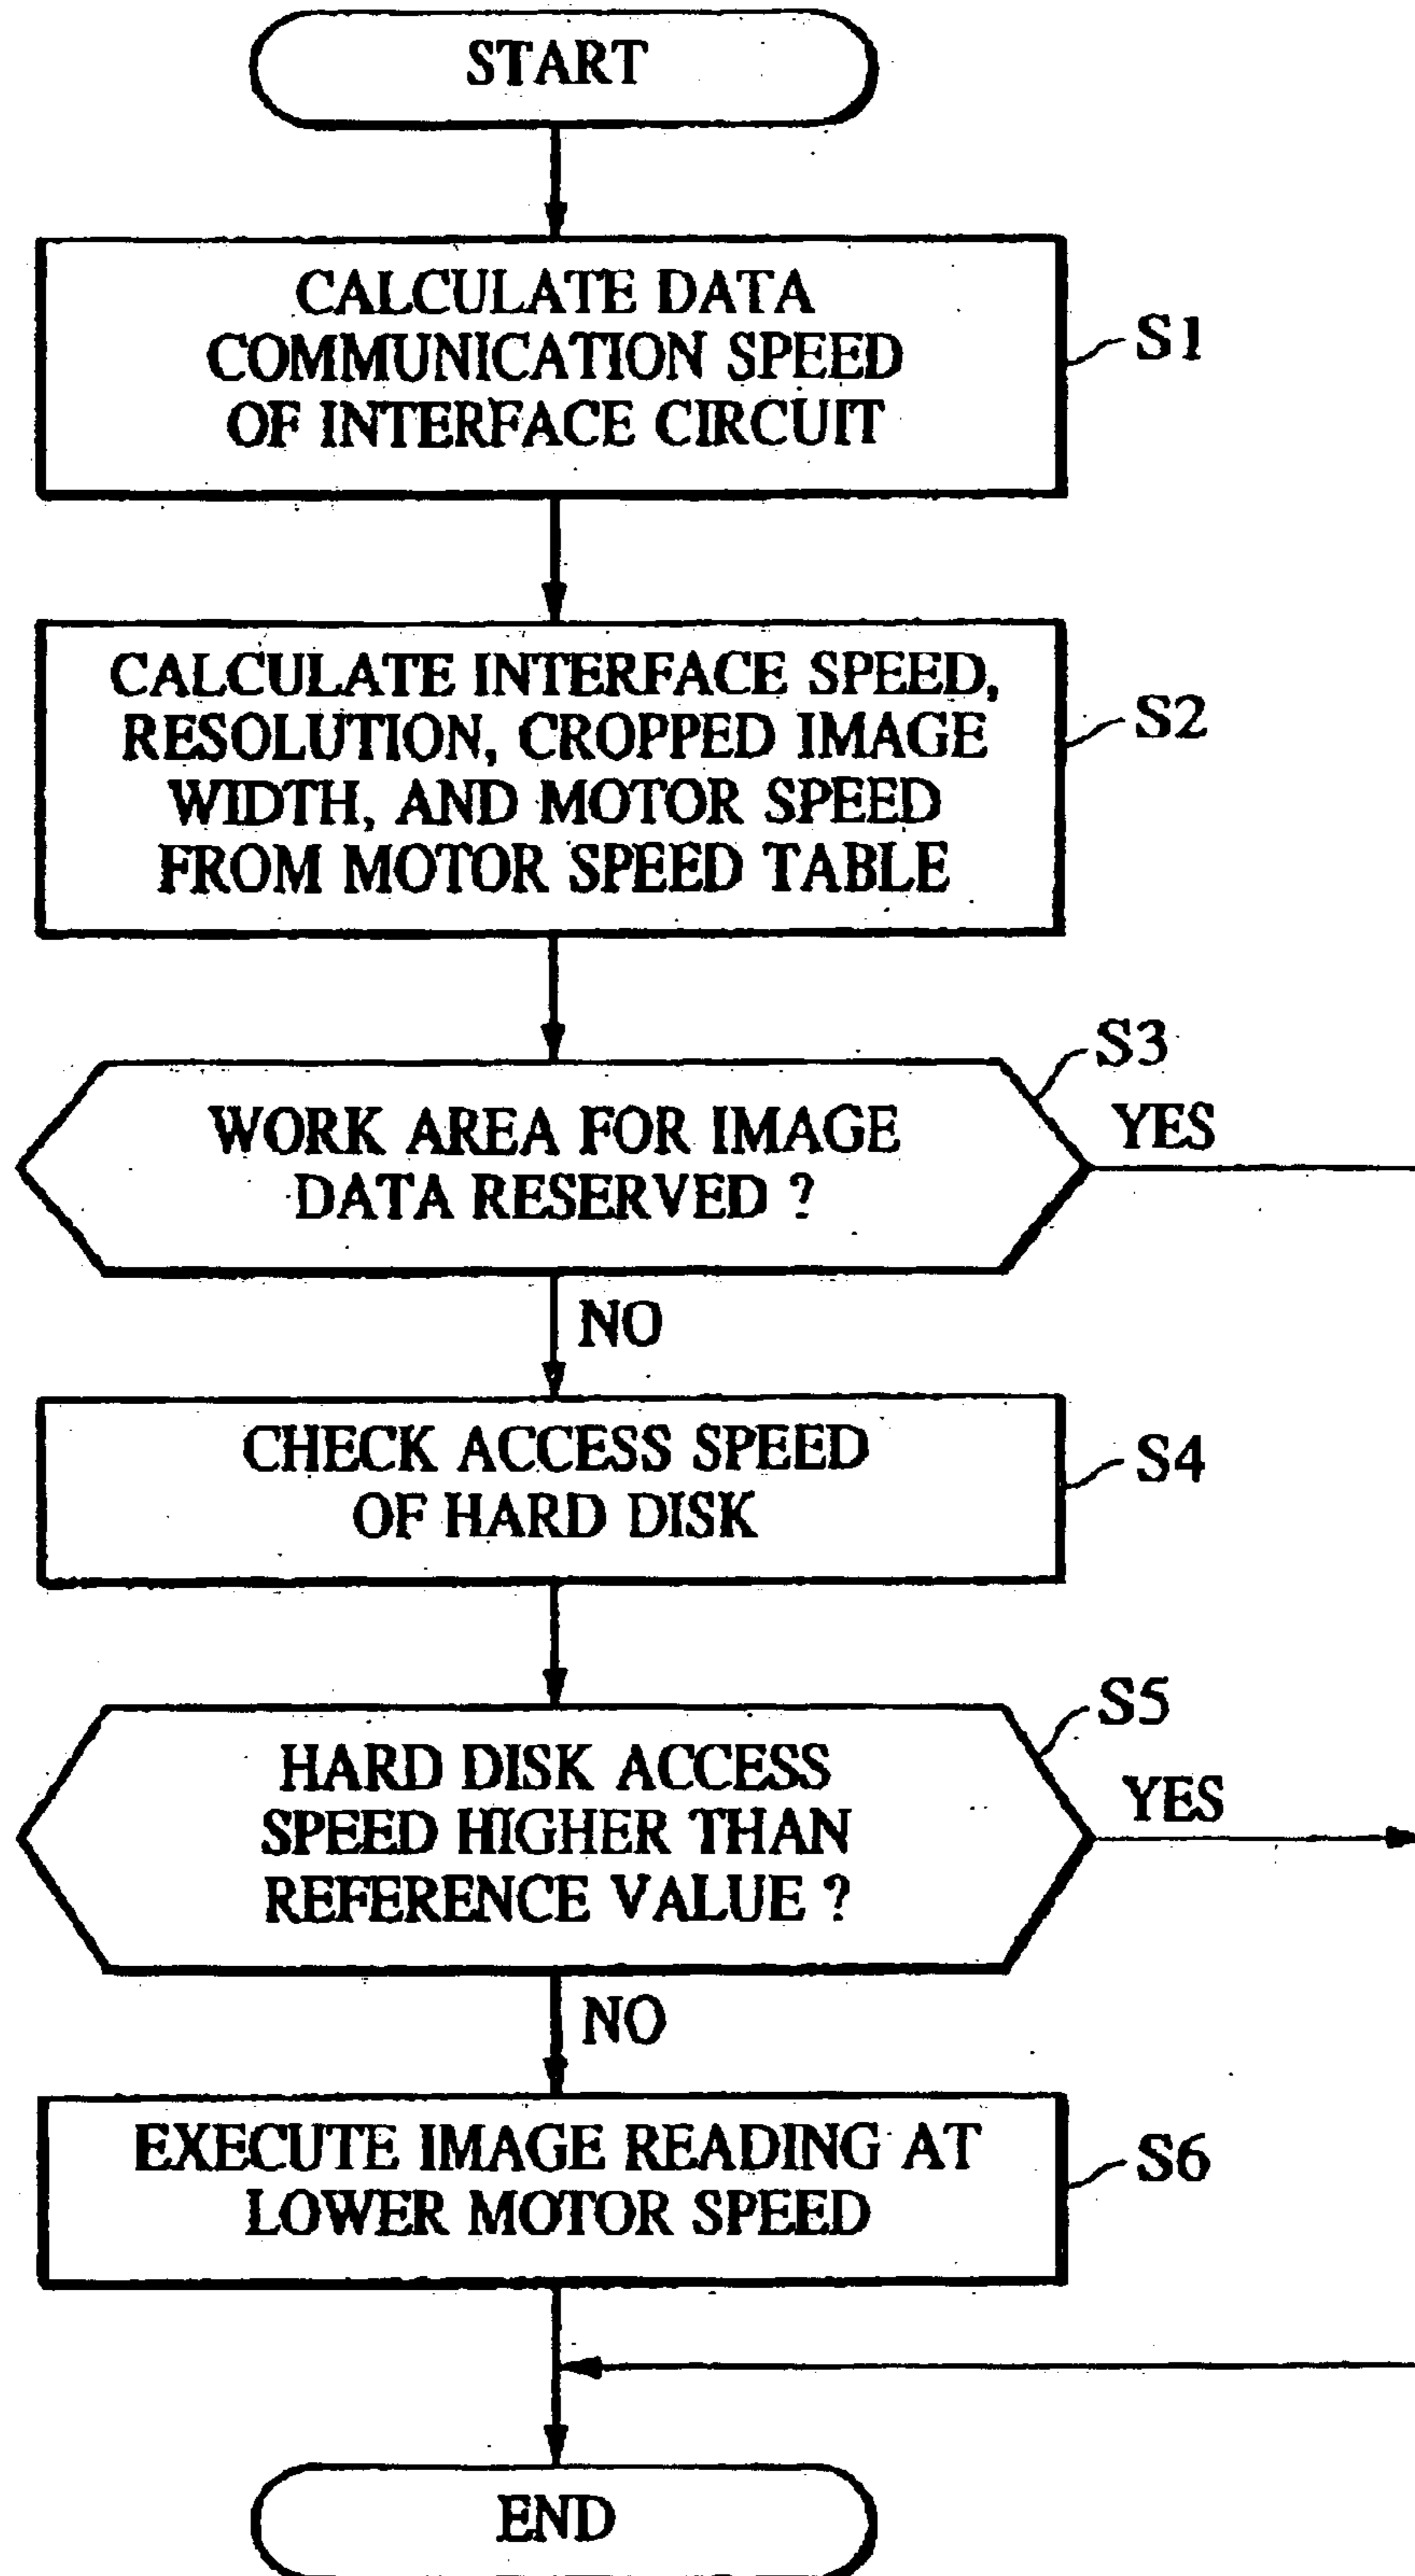 START
CALCULATE DATA
COMMUNICATION SPEED
OF INTERFACE CIRCUIT
S1
CALCULATE INTERFACE SPEED,
RESOLUTION, CROPPED IMAGE
WIDTH, AND MOTOR SPEED
FROM MOTOR SPEED TABLE
S2
S3
WORK AREA FOR IMAGE
DATA RESERVED ?
YES
NO
CHECK ACCESS SPEED
OF HARD DISK
S4
S5
HARD DISK ACCESS
SPEED HIGHER THAN
REFERENCE VALUE ?
YES
NO
EXECUTE IMAGE READING AT
LOWER MOTOR SPEED
S6
END